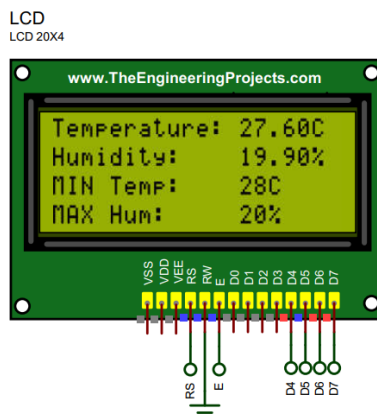 LCD
LCD 20X4
www.TheEngineeringProjects.com
Temperature: 27.60C
Humidity: 19.90%
MIN Temp: 28C
MAX Hum: 20%
VSS VDD VEE RS RW E D0 D1 D2 D3 D4 D5 D6 D7
RS E D4 D5 D6 D7